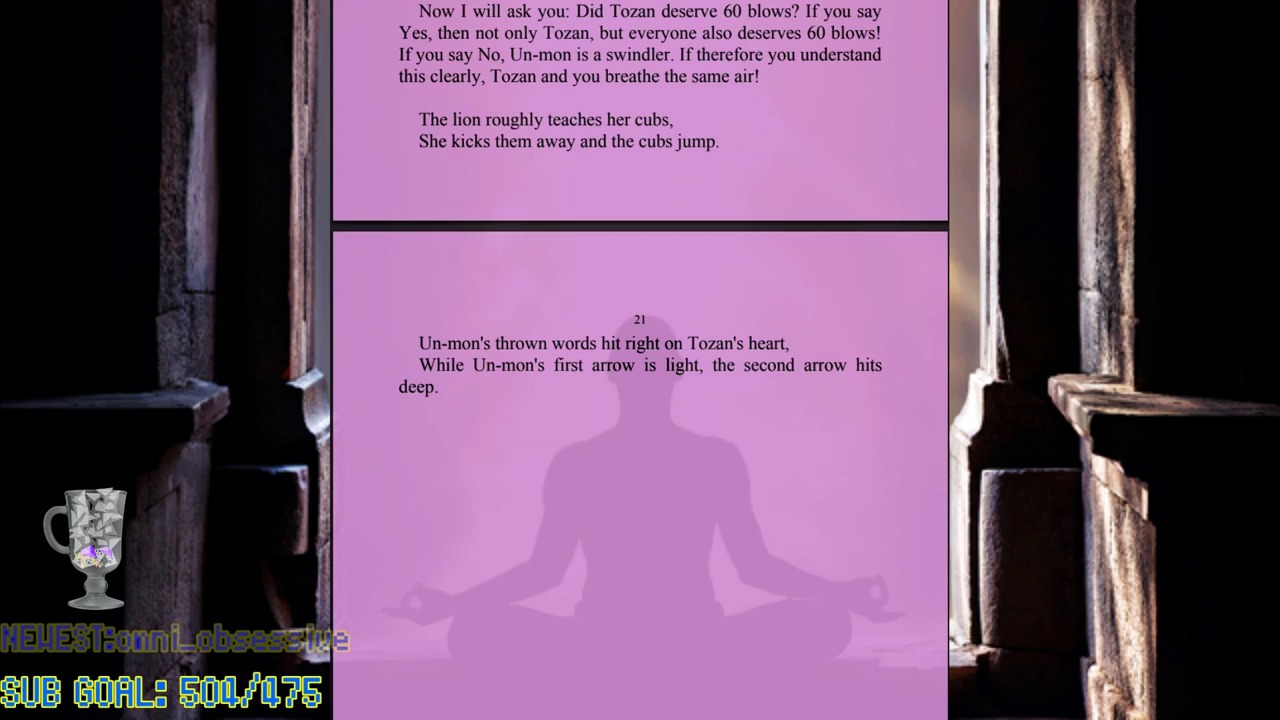 Now I will ask you: Did Tozan deserve 60 blows? If you say
Yes, then not only Tozan, but everyone also deserves 60 blows!
If you say No, Un-mon is a swindler. If therefore you understand
this clearly, Tozan and you breathe the same air!
The lion roughly teaches her cubs,
She kicks them away and the cubs jump.
21
Un-mon's thrown words hit right on Tozan's heart,
While Un-mon's first arrow is light, the second arrow hits
deep.
NEWEST:omni_obsessive
SUB GOAL: 504/475